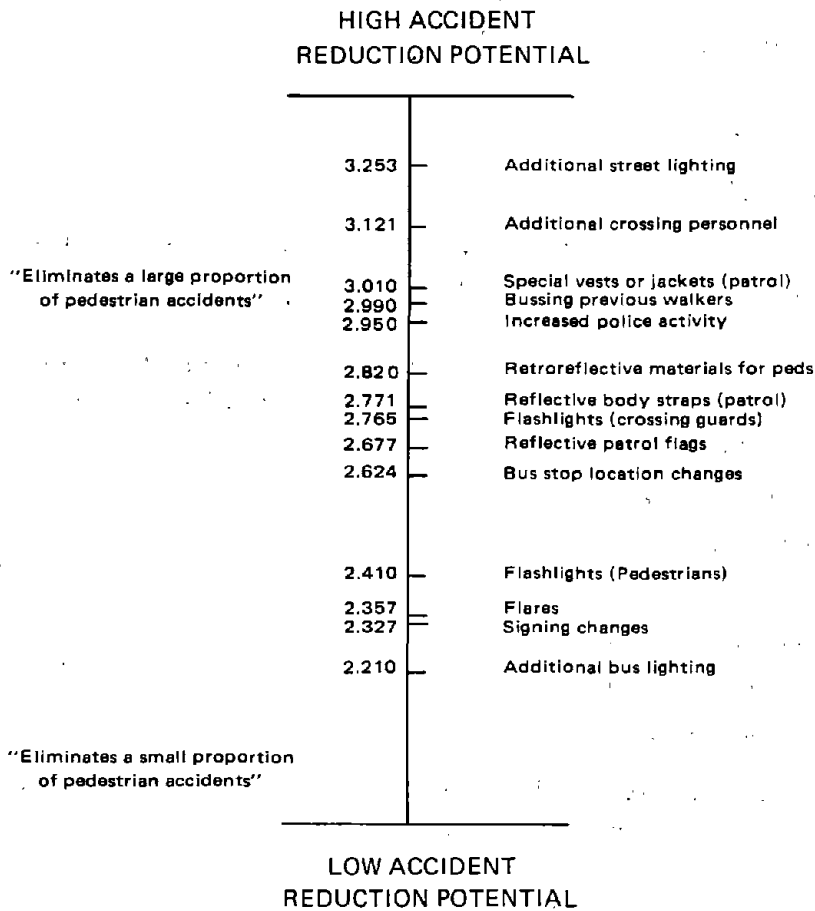 HIGH ACCIDENT
REDUCTION POTENTIAL
3.253 Additional street lighting
3.121 Additional crossing personnel
"Eliminates a large proportion
of pedestrian accidents"
3.010 Special vests or jackets (patrol)
2.990 Bussing previous walkers
2.950 Increased police activity
2.820 Retroreflective materials for peds
2.771 Reflective body straps (patrol)
2.765 Flashlights (crossing guards)
2.677 Reflective patrol flags
2.624 Bus stop location changes
2.410 Flashlights (Pedestrians)
2.357 Flares
2.327 Signing changes
2.210 Additional bus lighting
"Eliminates a small proportion
of pedestrian accidents"
LOW ACCIDENT
REDUCTION POTENTIAL